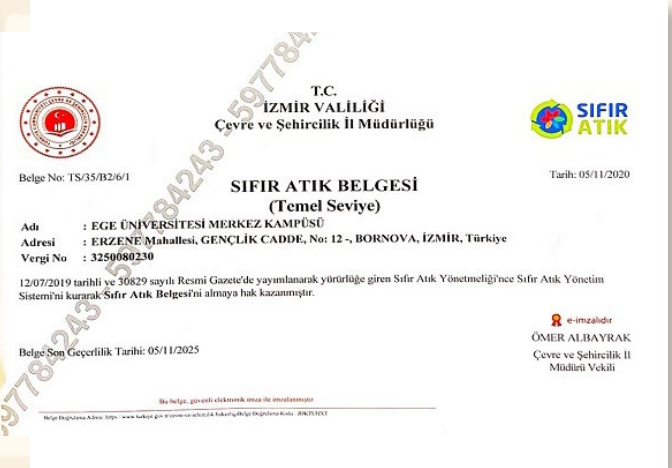 T.C.
İZMİR VALİLİĞİ
Çevre ve Şehircilik İl Müdürlüğü
SIFIR
ATIK
Belge No: TS/35/B2/6/1
Tarih: 05/11/2020
SIFIR ATIK BELGESİ
(Temel Seviye)
Adı : EGE ÜNİVERSİTESİ MERKEZ KAMPÜSÜ
Adresi : ERZENE Mahallesi, GENÇLİK CADDE, No: 12 -, BORNOVA, İZMİR, Türkiye
Vergi No : 3250080230
12/07/2019 tarihli ve 30829 sayılı Resmi Gazete'de yayımlanarak yürürlüğe giren Sıfır Atık Yönetmeliği'nce Sıfır Atık Yönetim
Sistemi'ni kurarak Sıfır Atık Belgesi'ni almaya hak kazanmıştır.
e-imzalıdır
ÖMER ALBAYRAK
Çevre ve Şehircilik İl
Müdürü Vekili
Belge Son Geçerlilik Tarihi: 05/11/2025
Bu belge, güvenli elektronik imza ile imzalanmıştır.
597784243 - 597784